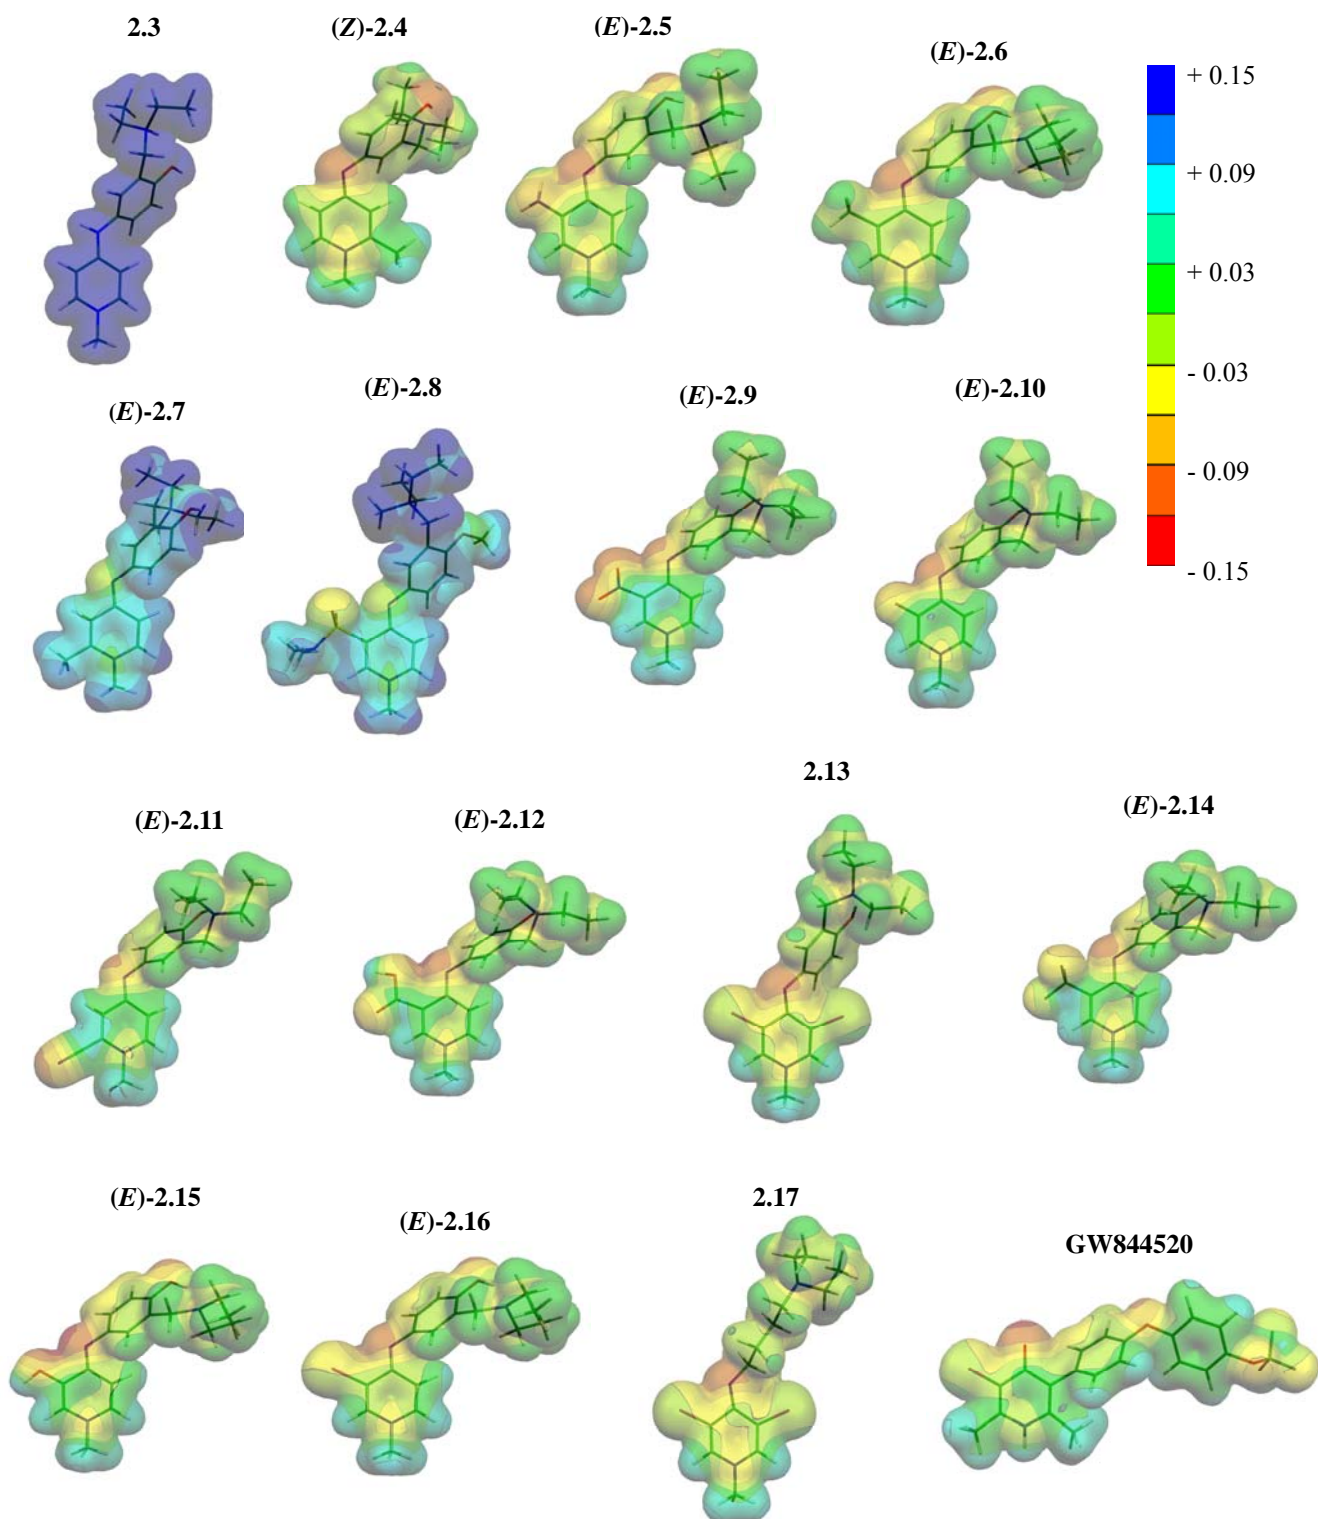 2.3
(Z)-2.4
(E)-2.5
(E)-2.6
+ 0.15
+ 0.09
+ 0.03
- 0.03
- 0.09
- 0.15
(E)-2.7
(E)-2.8
(E)-2.9
(E)-2.10
(E)-2.11
(E)-2.12
2.13
(E)-2.14
(E)-2.15
(E)-2.16
2.17
GW844520